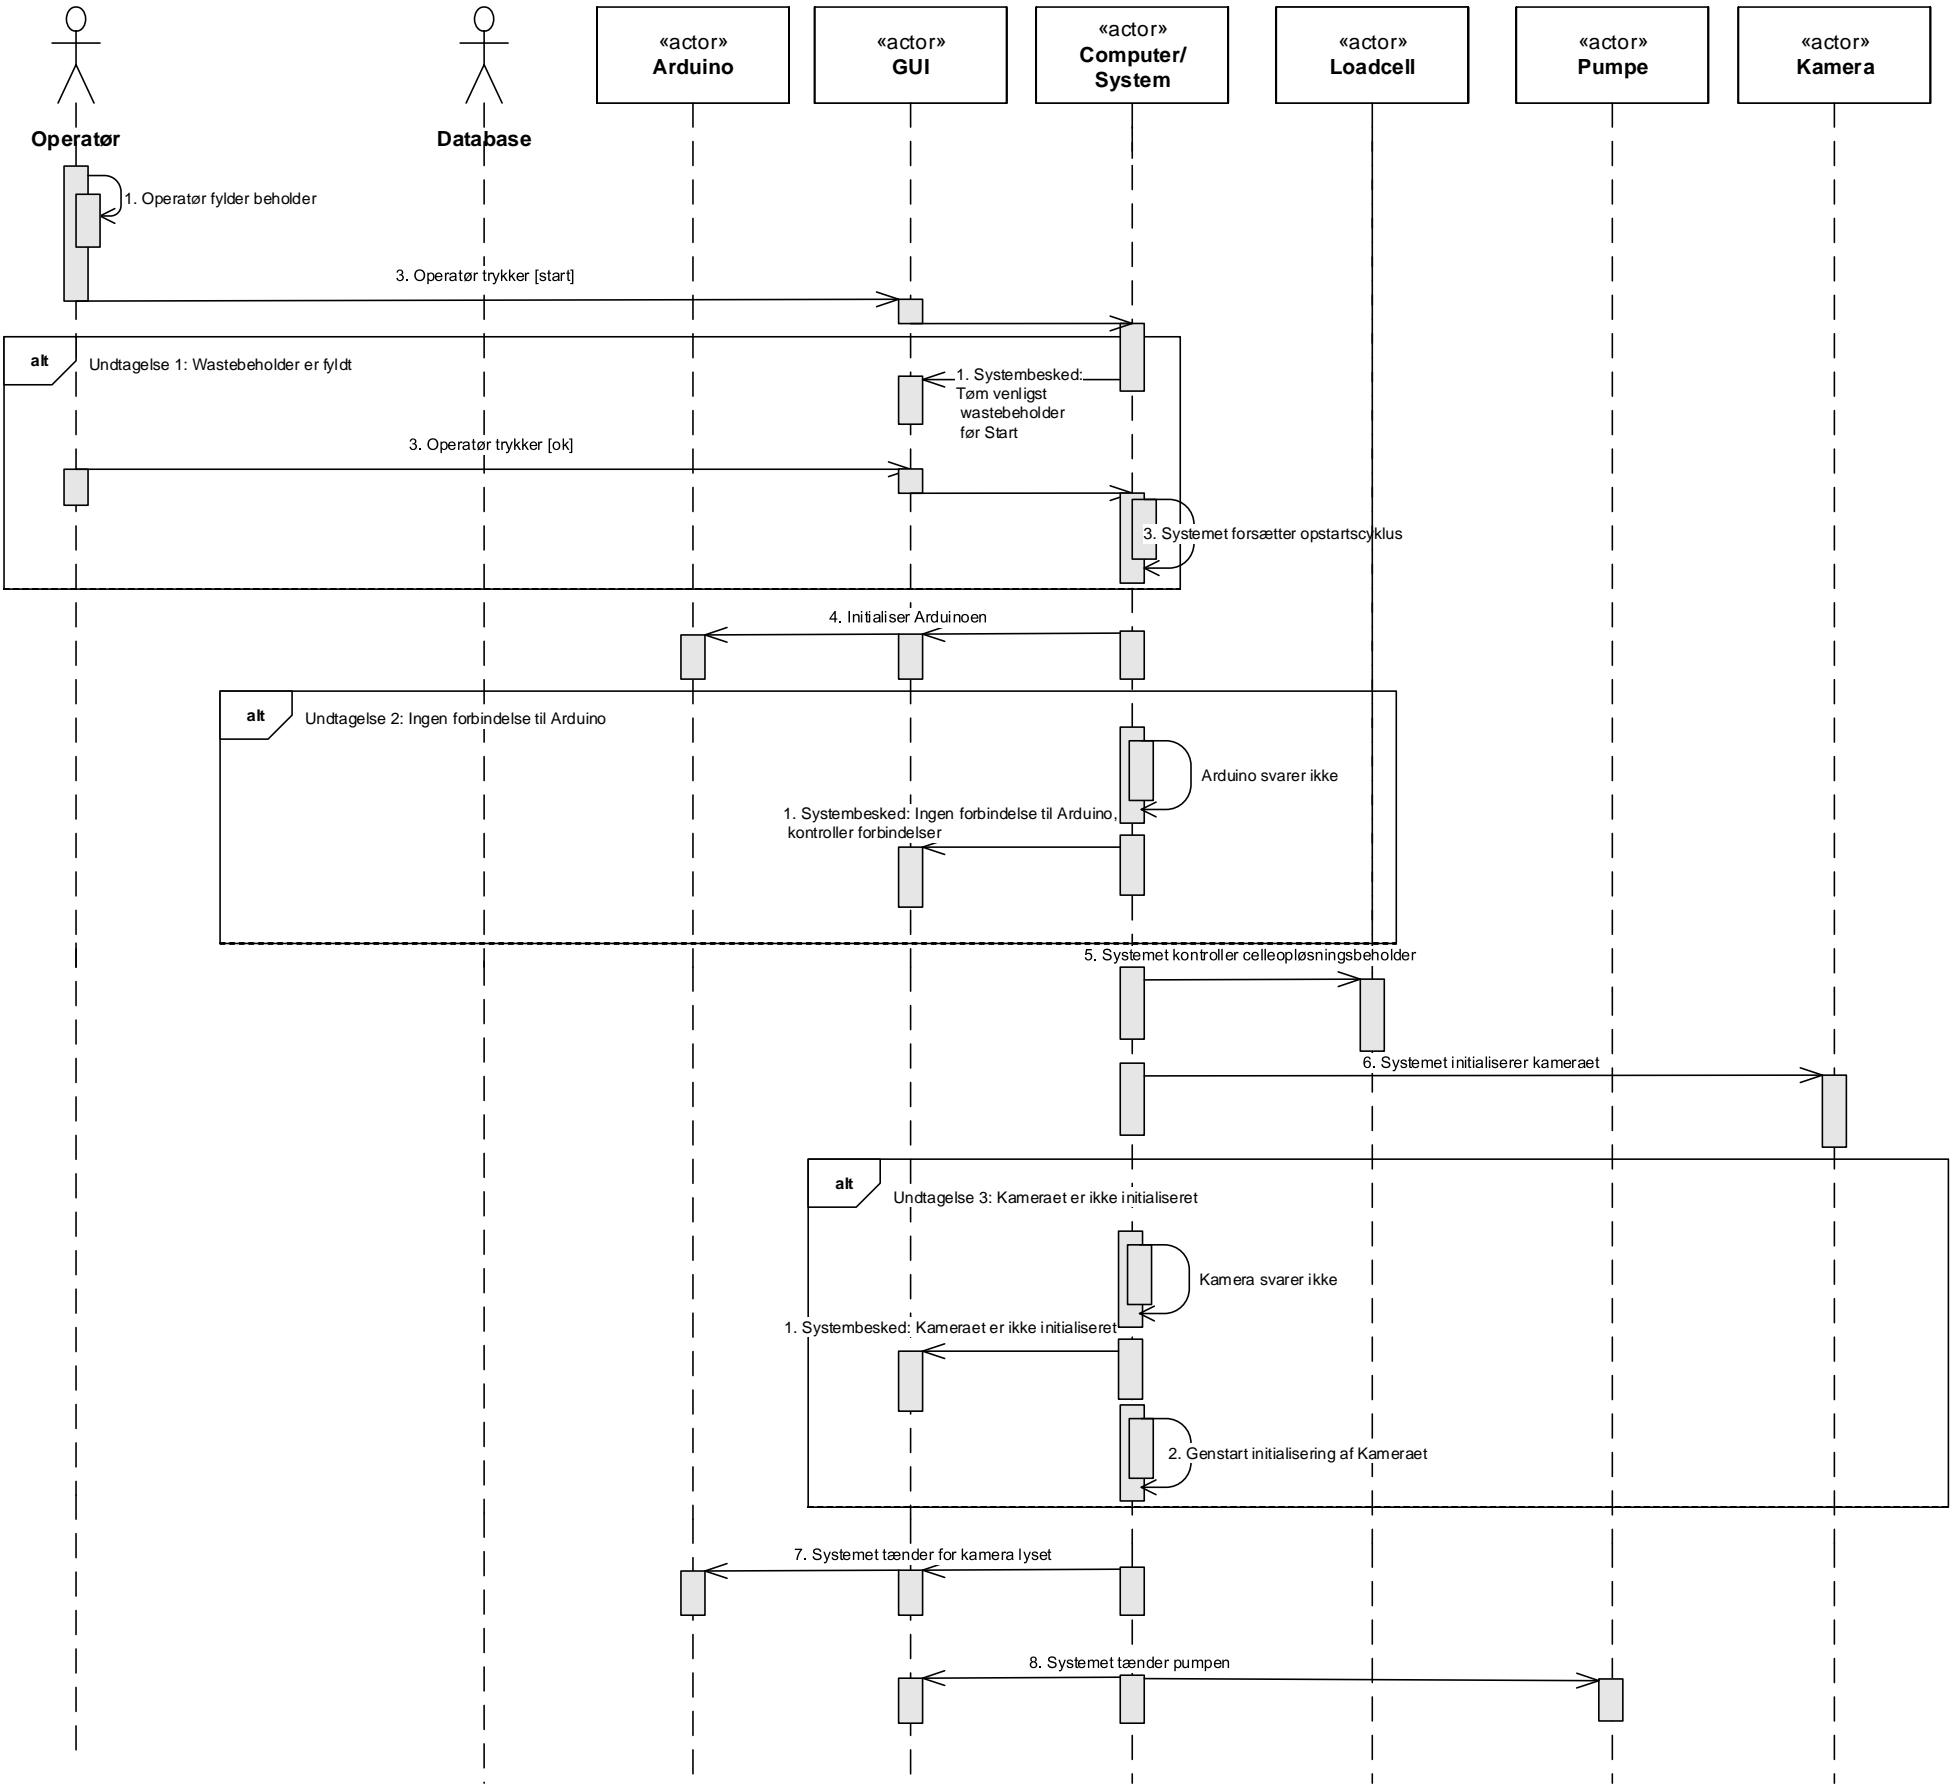 «actor»
Arduino
«actor»
GUI
«actor»
Computer/
System
«actor»
Loadcell
«actor»
Pumpe
«actor»
Kamera
Operatør
Database
1. Operatør fylder beholder
3. Operatør trykker [start]
alt
Undtagelse 1: Wastebeholder er fyldt
1. Systembesked:
Tøm venligst
wastebeholder
før Start
3. Operatør trykker [ok]
3. Systemet forsætter opstartscyklus
4. Initialiser Arduinoen
alt
Undtagelse 2: Ingen forbindelse til Arduino
Arduino svarer ikke
1. Systembesked: Ingen forbindelse til Arduino,
kontroller forbindelser
5. Systemet kontroller celleopløsningsbeholder
6. Systemet initialiserer kameraet
alt
Undtagelse 3: Kameraet er ikke initialiseret
Kamera svarer ikke
1. Systembesked: Kameraet er ikke initialiseret
2. Genstart initialisering af Kameraet
7. Systemet tænder for kamera lyset
8. Systemet tænder pumpen